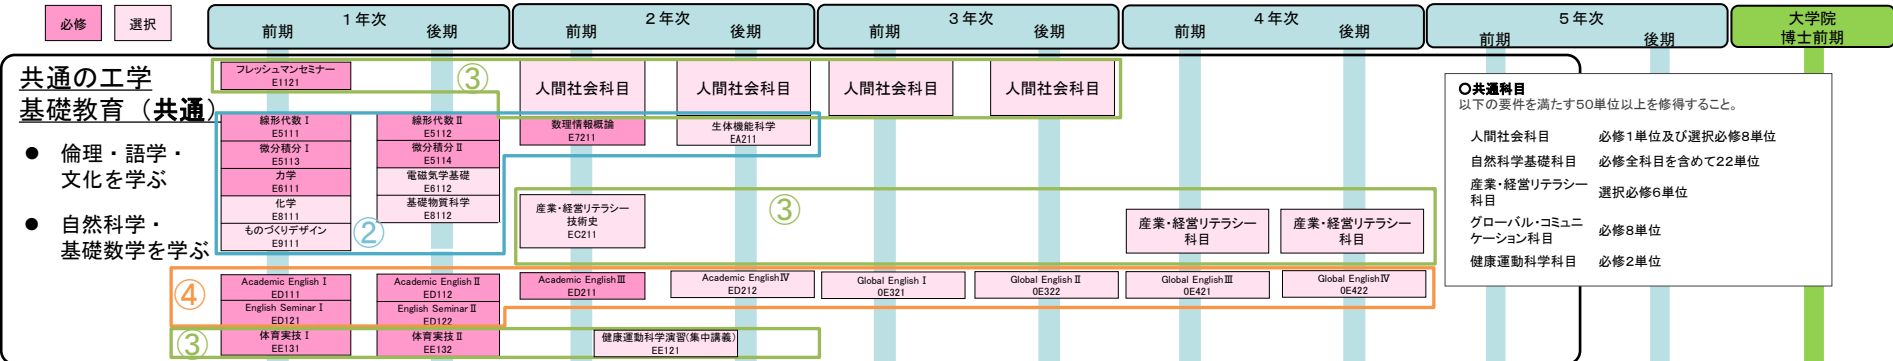 必修
選択
1年次
前期
後期
2年次
前期
後期
3年次
前期
後期
4年次
前期
後期
5年次
前期
後期
大学院
博士前期
共通の工学
基礎教育（共通）
● 倫理・語学・
文化を学ぶ
● 自然科学・
基礎数学を学ぶ
フレッシュマンセミナー
E1121
③
人間社会科目
人間社会科目
人間社会科目
人間社会科目
線形代数Ⅰ
E5111
微分積分Ⅰ
E5113
力学
E6111
化学
E8111
ものづくりデザイン
E9111
線形代数Ⅱ
E5112
微分積分Ⅱ
E5114
電磁気学基礎
E6112
基礎物質科学
E8112
②
数理情報概論
E7211
生体機能科学
EA211
産業・経営リテラシー
技術史
EC211
③
産業・経営リテラシー
科目
産業・経営リテラシー
科目
④
Academic English Ⅰ
ED111
English Seminar Ⅰ
ED121
Academic English Ⅱ
ED112
English Seminar Ⅱ
ED122
Academic EnglishⅢ
ED211
Academic EnglishⅣ
ED212
Global English Ⅰ
0E321
Global English Ⅱ
0E322
Global EnglishⅢ
0E421
Global EnglishⅣ
0E422
③
体育実技Ⅰ
EE131
体育実技Ⅱ
EE132
健康運動科学演習(集中講義)
EE121
○共通科目
以下の要件を満たす50単位以上を修得すること。
人間社会科目 必修1単位及び選択必修8単位
自然科学基礎科目 必修全科目を含めて22単位
産業・経営リテラシー
科目 選択必修6単位
グローバル・コミュニ
ケーション科目 必修8単位
健康運動科学科目 必修2単位